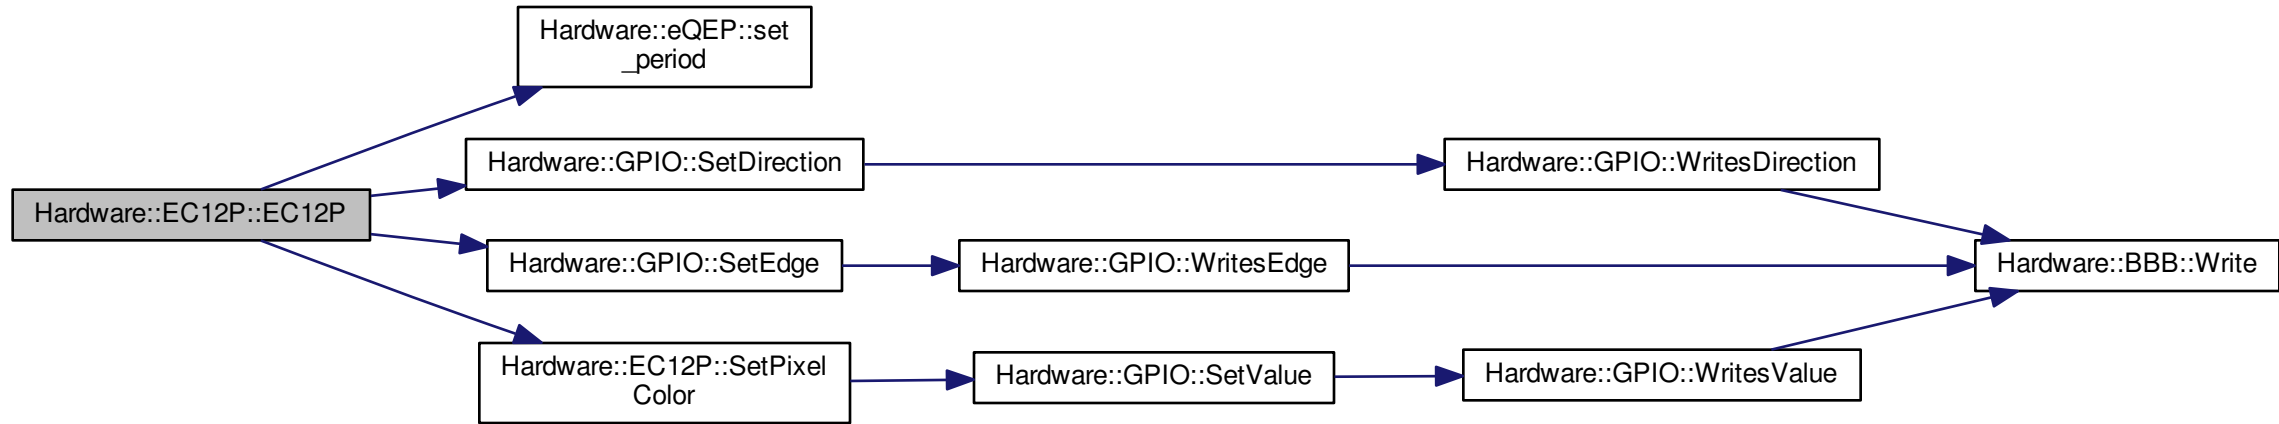 Hardware::eQEP::set
_period
Hardware::GPIO::SetDirection
Hardware::GPIO::WritesDirection
Hardware::EC12P::EC12P
Hardware::GPIO::SetEdge
Hardware::GPIO::WritesEdge
Hardware::BBB::Write
Hardware::EC12P::SetPixel
Color
Hardware::GPIO::SetValue
Hardware::GPIO::WritesValue